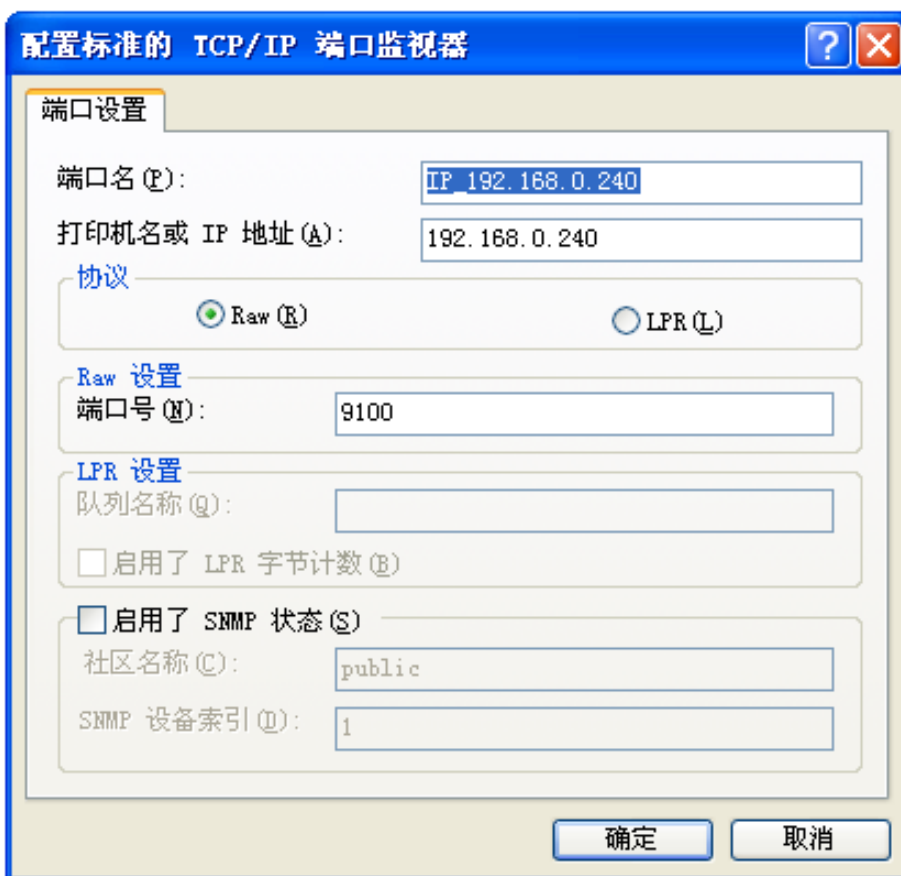 配置标准的 TCP/IP 端口监视器
端口设置
端口名(P):
IP_192.168.0.240
打印机名或 IP 地址(A):
192.168.0.240
协议
Raw(R)
LPR(L)
Raw 设置
端口号(N):
9100
LPR 设置
队列名称(Q):
启用了 LPR 字节计数(B)
启用了 SNMP 状态(S)
社区名称(C):
public
SNMP 设备索引(D):
1
确定
取消